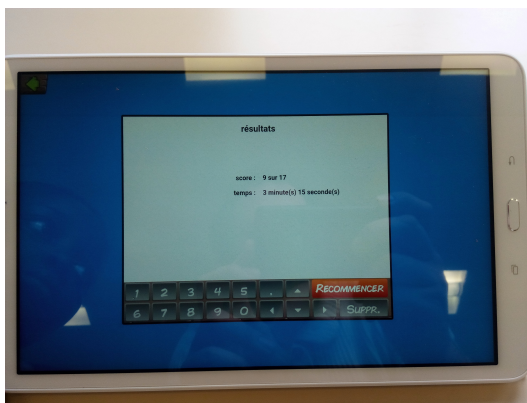 résultats
score : 9 sur 17
temps : 3 minute(s) 15 seconde(s)
1 2 3 4 5 . RECOMMENCER
6 7 8 9 0 SUPPR.